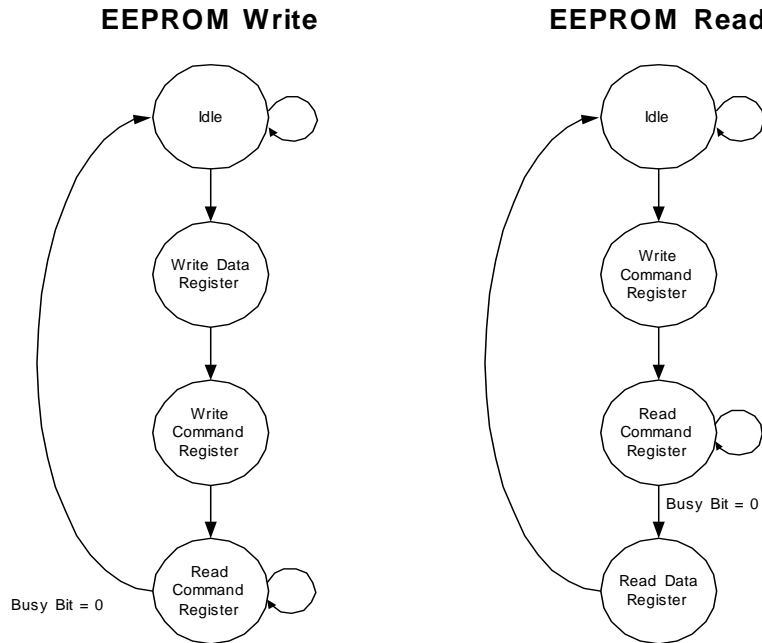 EEPROM Write
Idle
Write Data
Register
Write
Command
Register
Read
Command
Register
Busy Bit = 0
EEPROM Read
Idle
Write
Command
Register
Read
Command
Register
Busy Bit = 0
Read Data
Register